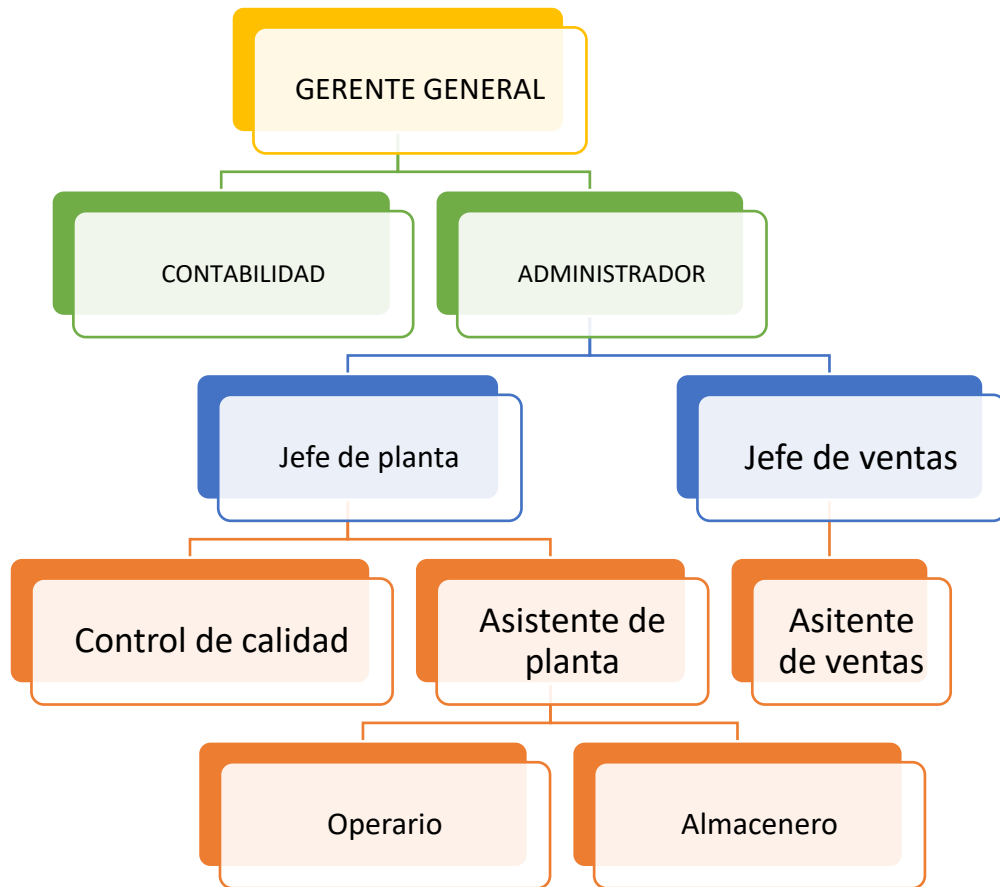 GERENTE GENERAL
CONTABILIDAD
ADMINISTRADOR
Jefe de planta
Jefe de ventas
Control de calidad
Asistente de
planta
Asitente
de ventas
Operario
Almacenero